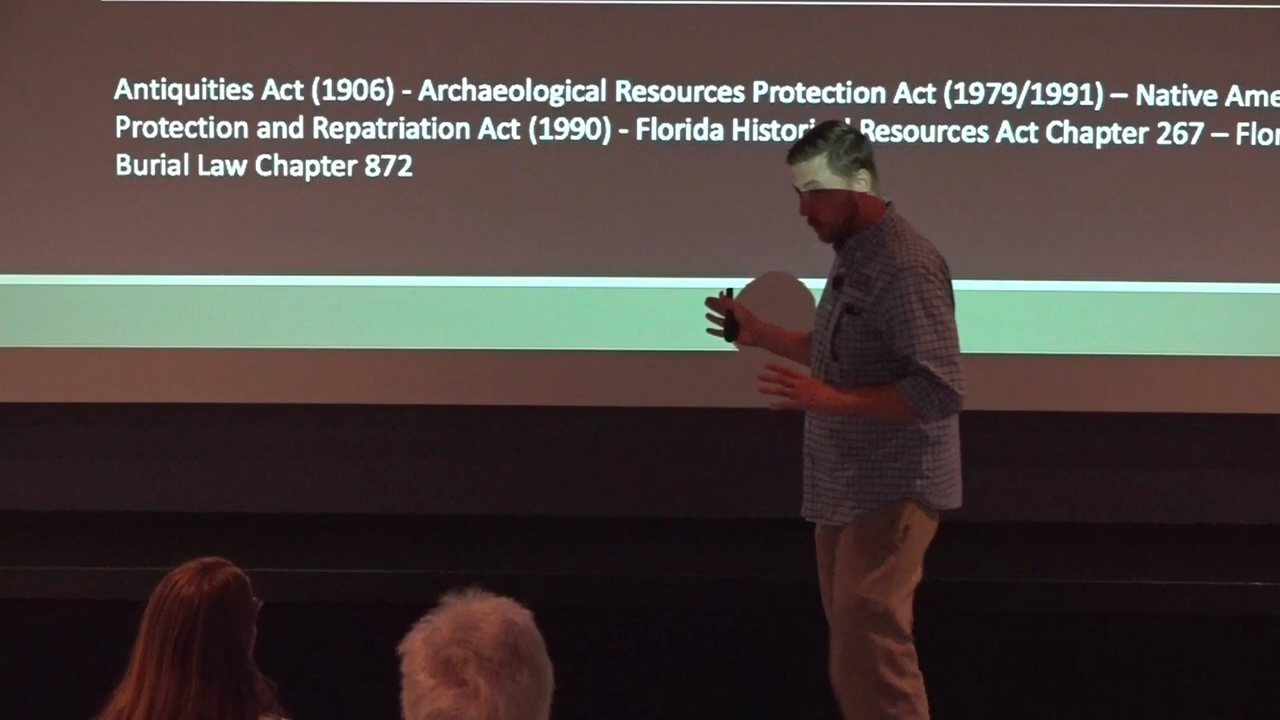 Antiquities Act (1906) - Archaeological Resources Protection Act (1979/1991) – Native Ame
Protection and Repatriation Act (1990) - Florida Resources Act Chapter 267 – Flor
Burial Law Chapter 872